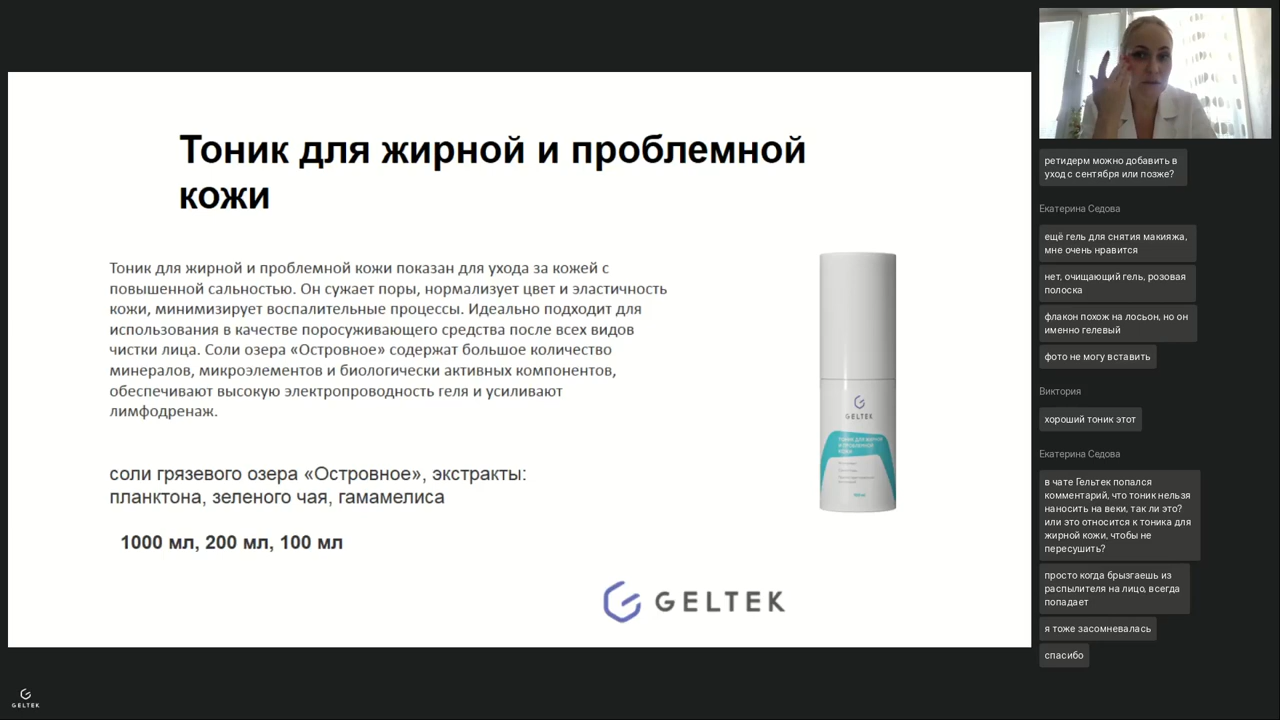 Тоник для жирной и проблемной
кожи
Тоник для жирной и проблемной кожи показан для ухода за кожей с
повышенной сальностью. Он сужает поры, нормализует цвет и эластичность
кожи, минимизирует воспалительные процессы. Идеально подходит для
использования в качестве поросуживающего средства после всех видов
чистки лица. Соли озера «Островное» содержат большое количество
минералов, микроэлементов и биологически активных компонентов,
обеспечивают высокую электропроводность геля и усиливают
лимфодренаж.
соли грязевого озера «Островное», экстракты:
планктона, зеленого чая, гамамелиса
1000 мл, 200 мл, 100 мл
GELTEK
ТОНИК ДЛЯ ЖИРНОЙ
И ПРОБЛЕМНОЙ
КОЖИ
GELTEK
GELTEK
ретидерм можно добавить в
уход с сентября или позже?
Екатерина Седова
ещё гель для снятия макияжа,
мне очень нравится
нет, очищающий гель, розовая
полоска
флакон похож на лосьон, но он
именно гелевый
фото не могу вставить
Виктория
хороший тоник этот
Екатерина Седова
в чате Гельтек попался
комментарий, что тоник нельзя
наносить на веки, так ли это?
или это относится к тоника для
жирной кожи, чтобы не
пересушить?
просто когда брызгаешь из
распылителя на лицо, всегда
попадает
я тоже засомневалась
спасибо